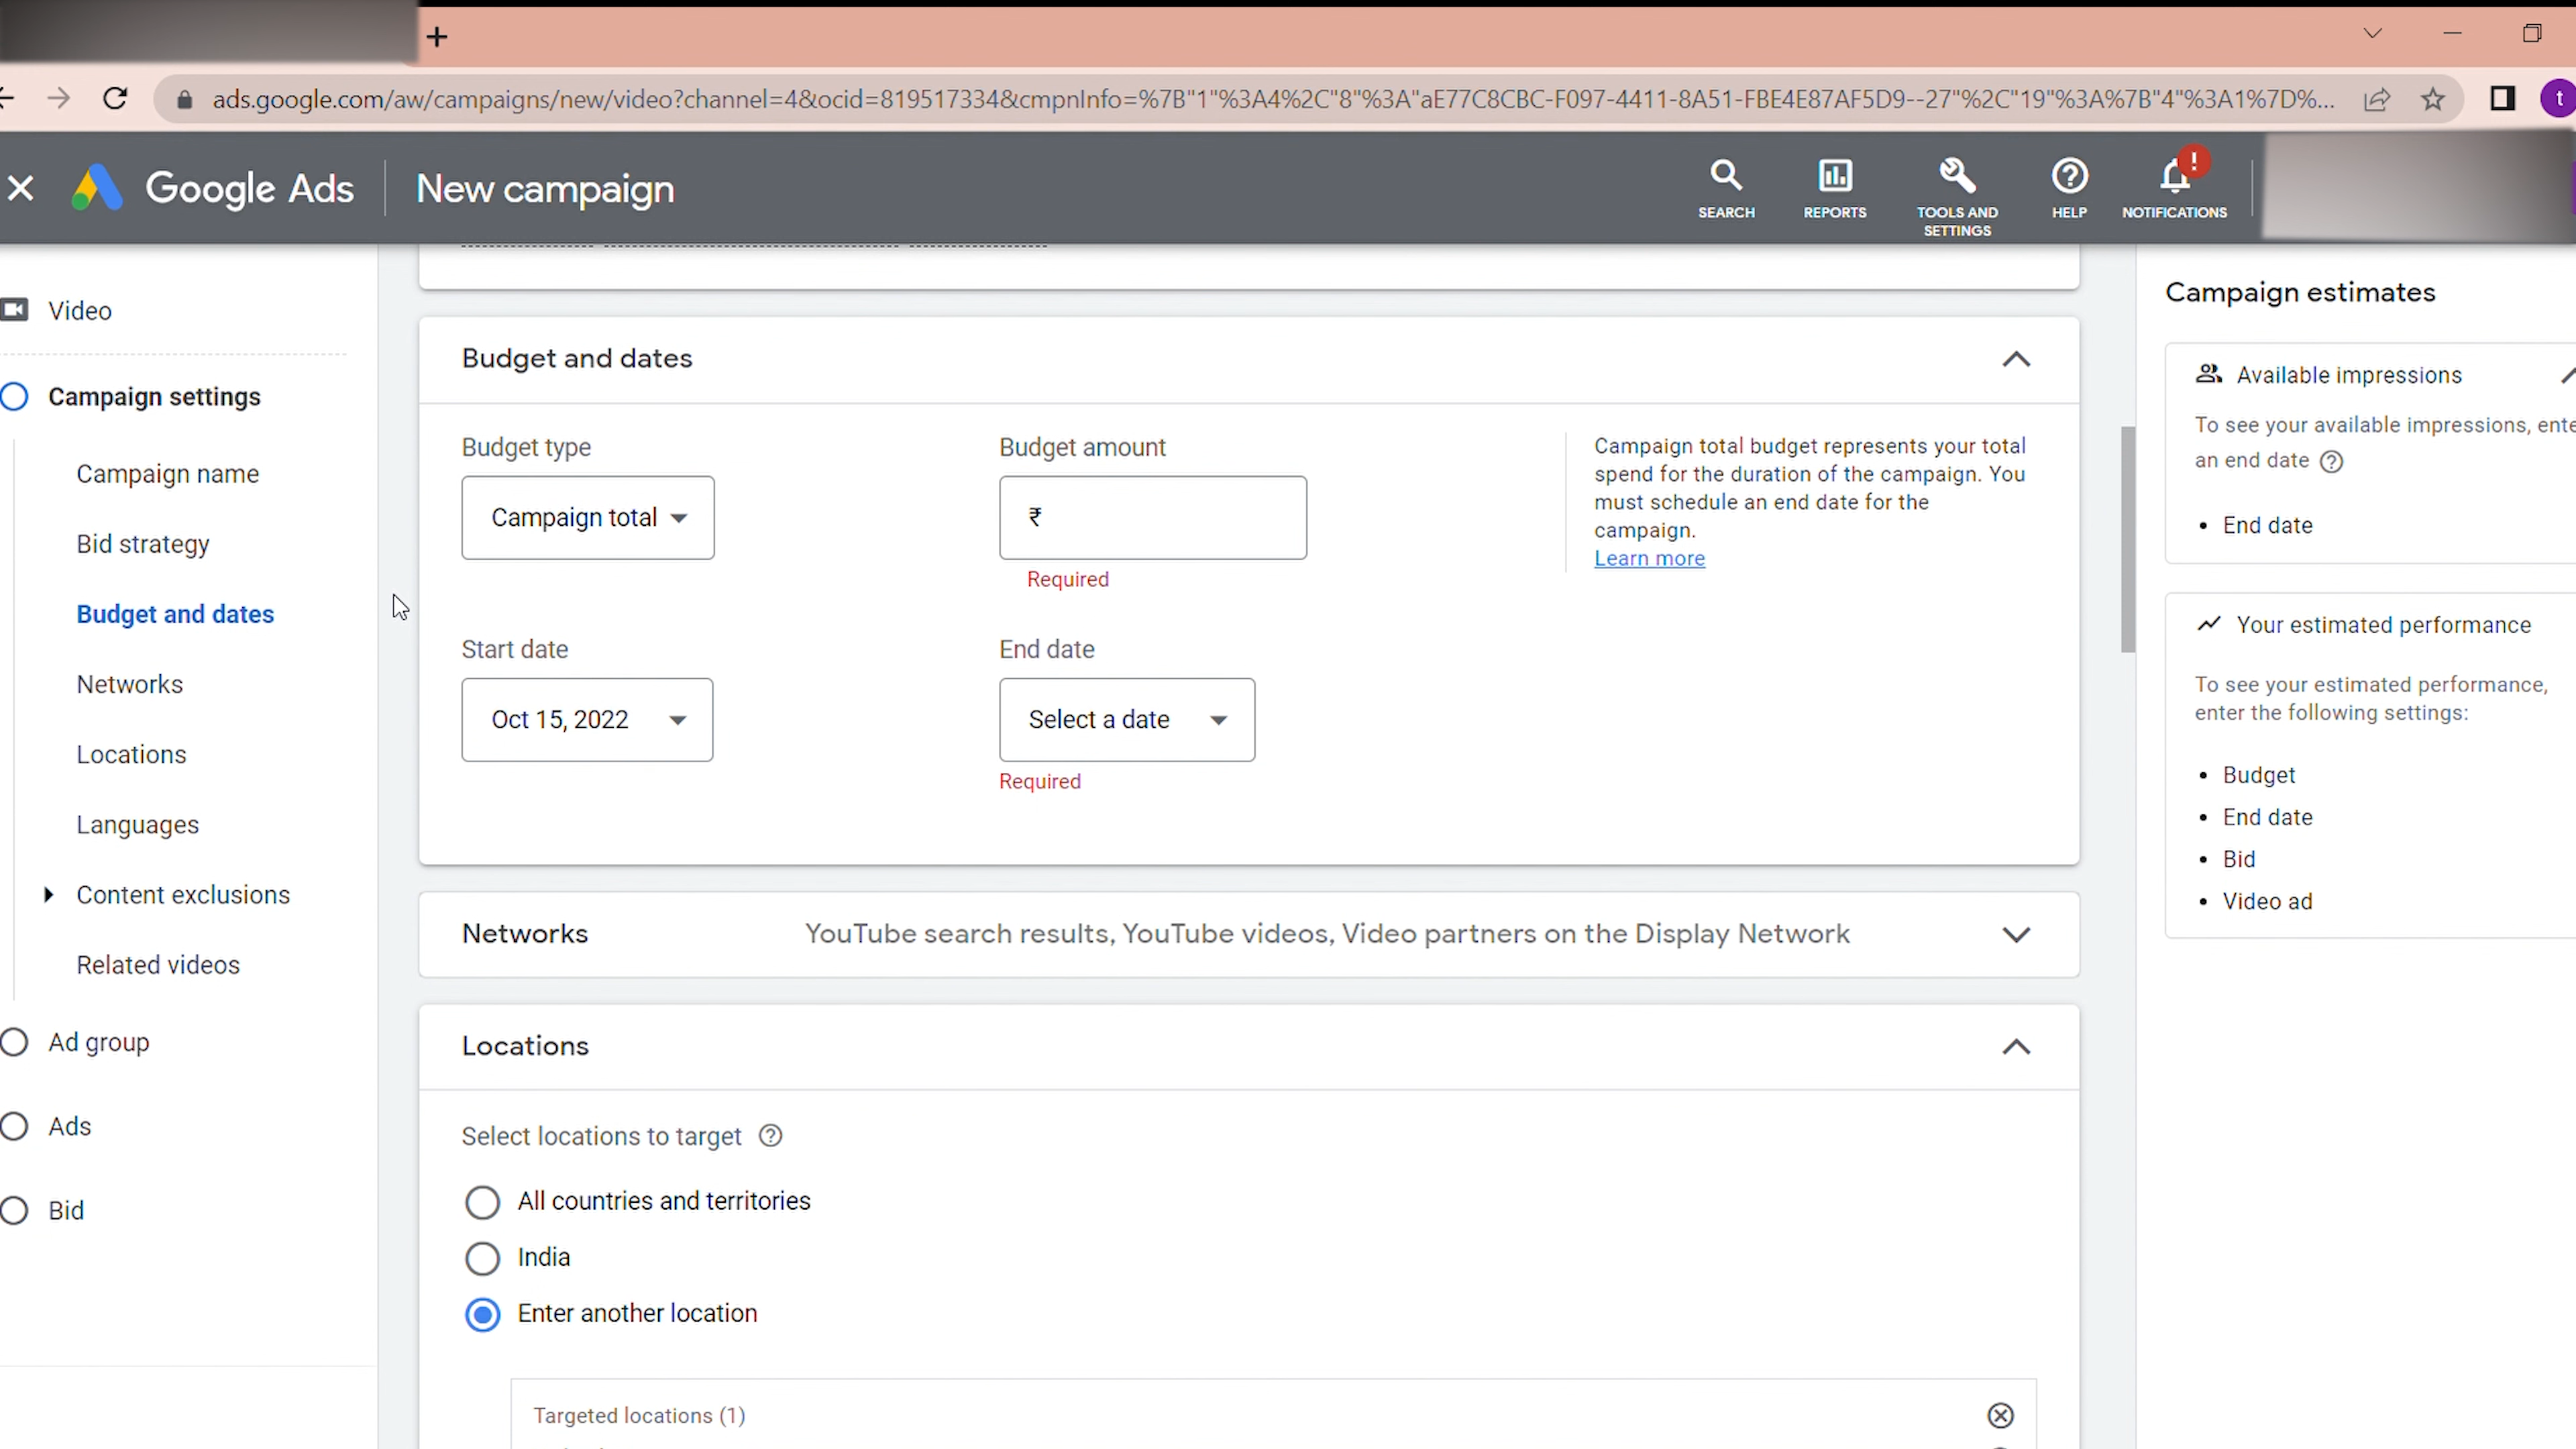 ads.google.com/aw/campaigns/new/video?channel=4&ocid=819517334&cmpnInfo=%7B"1"%3A4%2C"8"%3A"aE77C8CBC-F097-4411-8A51-FBE4E87AF5D9--27"%2C"19"%3A%7B"4"%3A1%7D%...
t
Google Ads
New campaign
SEARCH
REPORTS
TOOLS AND
SETTINGS
HELP
NOTIFICATIONS
Video
Campaign settings
Campaign name
Bid strategy
Budget and dates
Networks
Locations
Languages
Content exclusions
Related videos
Ad group
Ads
Bid
Budget and dates
Budget type
Campaign total
Budget amount
₹
Required
Campaign total budget represents your total
spend for the duration of the campaign. You
must schedule an end date for the
campaign.
Learn more
Start date
Oct 15, 2022
End date
Select a date
Required
Networks
YouTube search results, YouTube videos, Video partners on the Display Network
Locations
Select locations to target
All countries and territories
India
Enter another location
Targeted locations (1)
Campaign estimates
Available impressions
To see your available impressions, ente
an end date
• End date
Your estimated performance
To see your estimated performance,
enter the following settings:
• Budget
• End date
• Bid
• Video ad